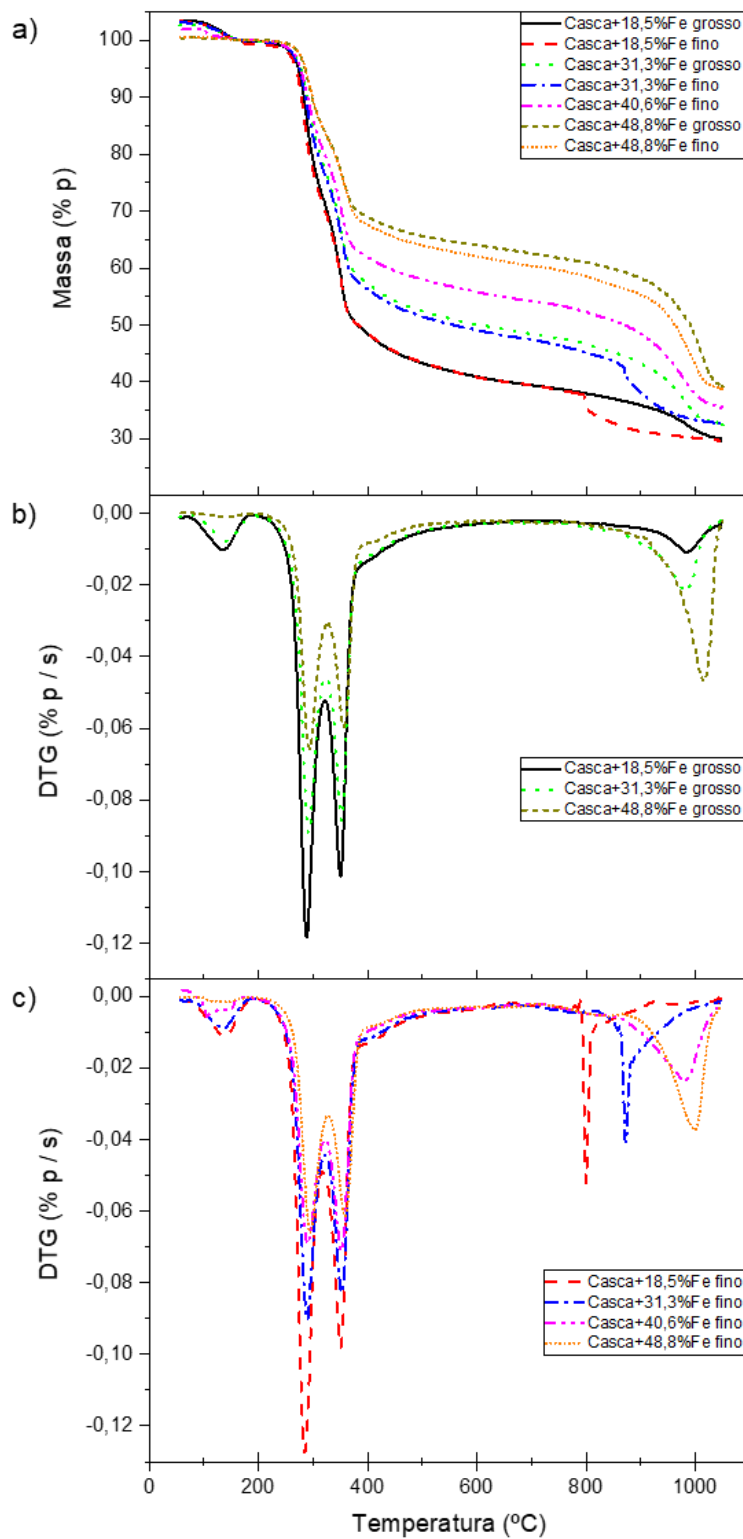 a)
100
90
80
70
60
50
40
30
Massa (% p)
Casca+18,5%Fe grosso
Casca+18,5%Fe fino
Casca+31,3%Fe grosso
Casca+31,3%Fe fino
Casca+40,6%Fe fino
Casca+48,8%Fe grosso
Casca+48,8%Fe fino
b)
0,00
-0,02
-0,04
-0,06
-0,08
-0,10
-0,12
DTG (% p / s)
Casca+18,5%Fe grosso
Casca+31,3%Fe grosso
Casca+48,8%Fe grosso
c)
0,00
-0,02
-0,04
-0,06
-0,08
-0,10
-0,12
DTG (% p / s)
Casca+18,5%Fe fino
Casca+31,3%Fe fino
Casca+40,6%Fe fino
Casca+48,8%Fe fino
0 200 400 600 800 1000
Temperatura (ºC)